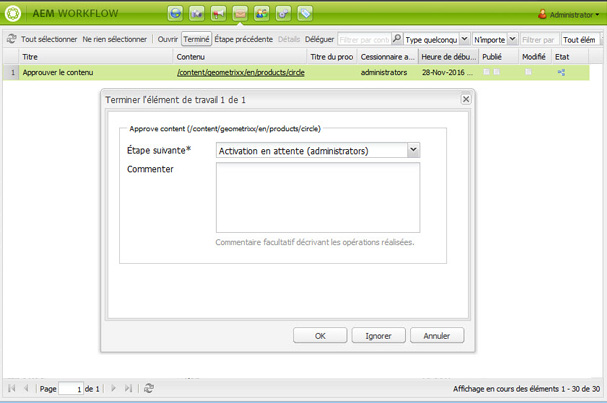 AEM WORKFLOW Administrator
Tout sélectionner Ne rien sélectionner Ouvrir Terminé Étape précédente Détails Déléguer Filtrer par cont Type quelconqu N'importe Filtrer par Tout élém
Titre Contenu Titre du proc Cessionnaire a... Heure de débu... Publié Modifié Etat
1 Approuver le contenu /content/geometrixx/en/products/circle administrators 28-Nov-2016 ...
Terminer l'élément de travail 1 de 1
Approve content (/content/geometrixx/en/products/circle)
Étape suivante* Activation en attente (administrators)
Commenter
Commentaire facultatif décrivant les opérations réalisées.
OK Ignorer Annuler
Page 1 de 1 Affichage en cours des éléments 1 - 30 de 30